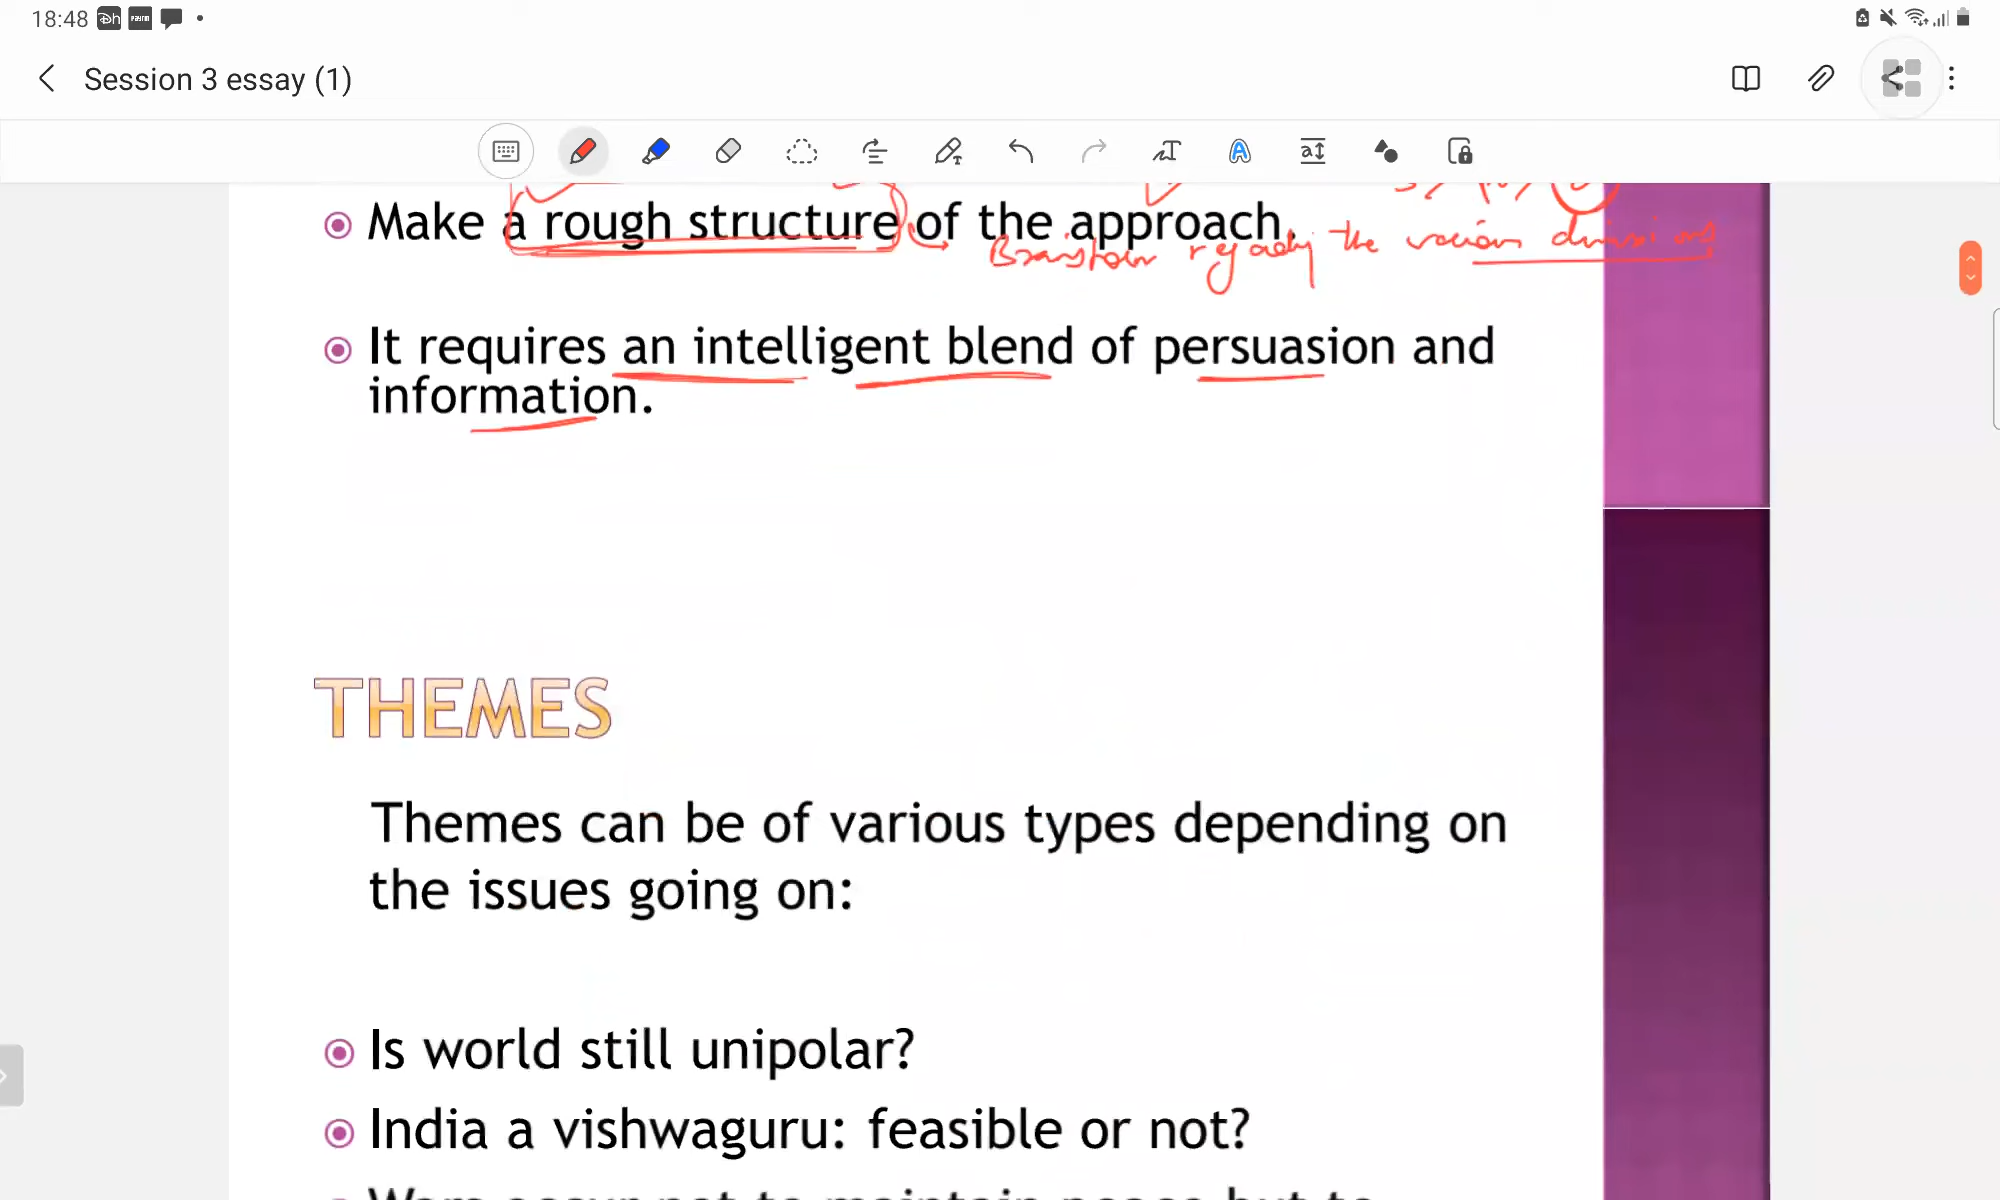 18:48
Session 3 essay (1)
Make a rough structure of the approach.
Brainstorm regarding the various dimensions
It requires an intelligent blend of persuasion and
information.
THEMES
Themes can be of various types depending on
the issues going on:
Is world still unipolar?
India a vishwaguru: feasible or not?